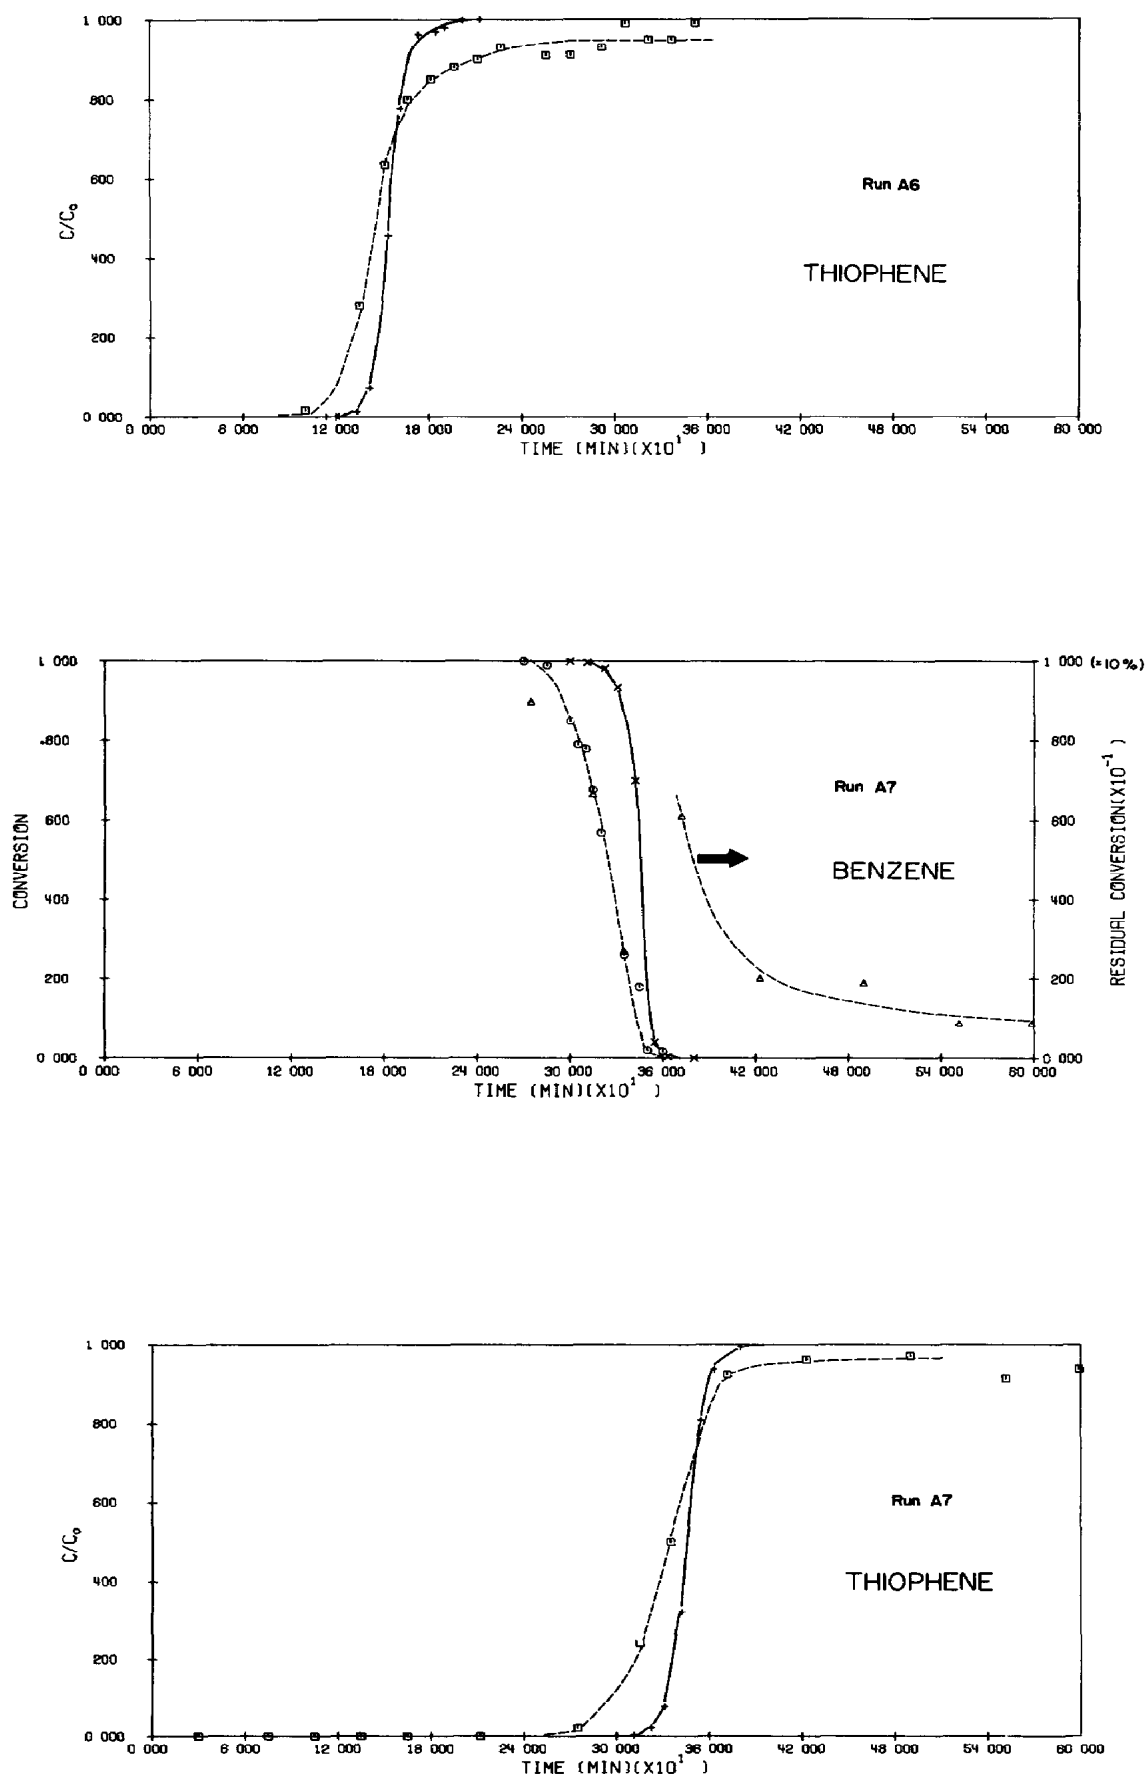 1 000
800
600
400
200
0 000
C/C₀
Run A6
THIOPHENE
0 000 6 000 12 000 18 000 24 000 30 000 36 000 42 000 48 000 54 000 60 000
TIME (MIN)(X10¹ )
1 000
800
600
400
200
0 000
CONVERSION
Run A7
BENZENE
1 000 (×10%)
800
600
400
200
0 000
RESIDUAL CONVERSION(X10⁻¹ )
0 000 6 000 12 000 18 000 24 000 30 000 36 000 42 000 48 000 54 000 60 000
TIME (MIN)(X10¹ )
1 000
800
600
400
200
0 000
C/C₀
Run A7
THIOPHENE
0 000 6 000 12 000 18 000 24 000 30 000 36 000 42 000 48 000 54 000 60 000
TIME (MIN)(X10¹ )